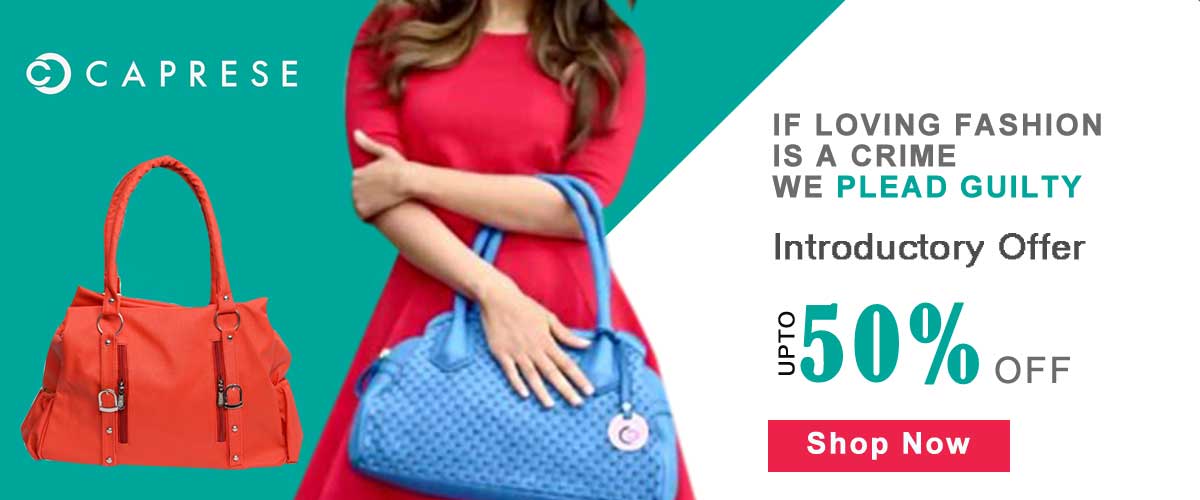 CAPRESE
IF LOVING FASHION
IS A CRIME
WE PLEAD GUILTY
Introductory Offer
UPTO
50%
OFF
Shop Now